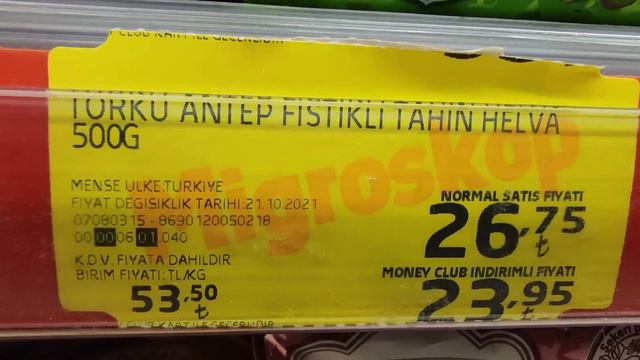 TORKU ANTEP FISTIKLI TAHIN HELVA
500G
Migroskop
MENSE ULKE:TURKIYE
FIYAT DEGISIKLIK TARIHI:21.10.2021
07080315 - 8690120050218
00 00 06 01 .040
K.D.V. FIYATA DAHILDIR
BIRIM FIYATI: TL/KG
53,50 ₺
NORMAL SATIS FIYATI
26,75 ₺
MONEY CLUB INDIRIMLI FIYATI
23,95 ₺